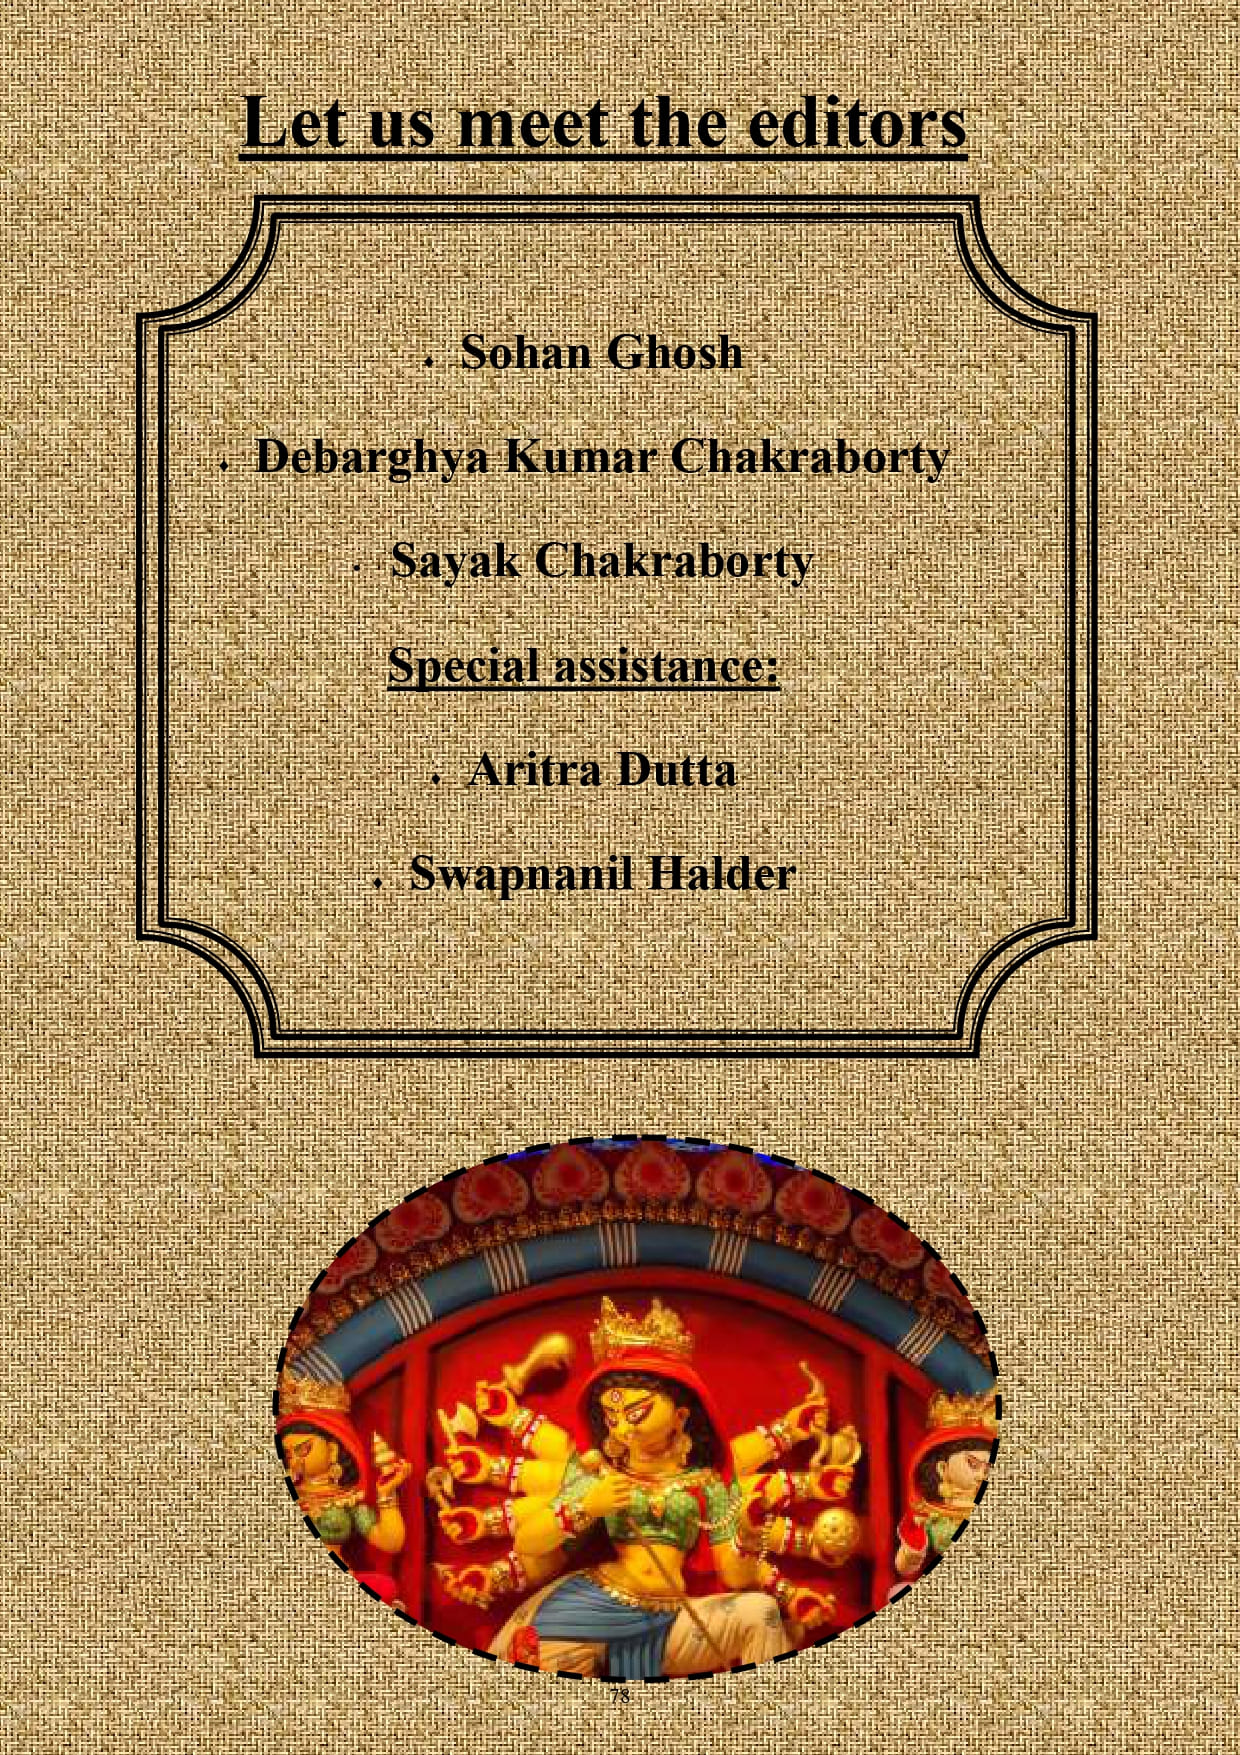 Let us meet the editors
Sohan Ghosh
Debarghya Kumar Chakraborty
Sayak Chakraborty
Special assistance:
Aritra Dutta
Swapnanil Halder
78